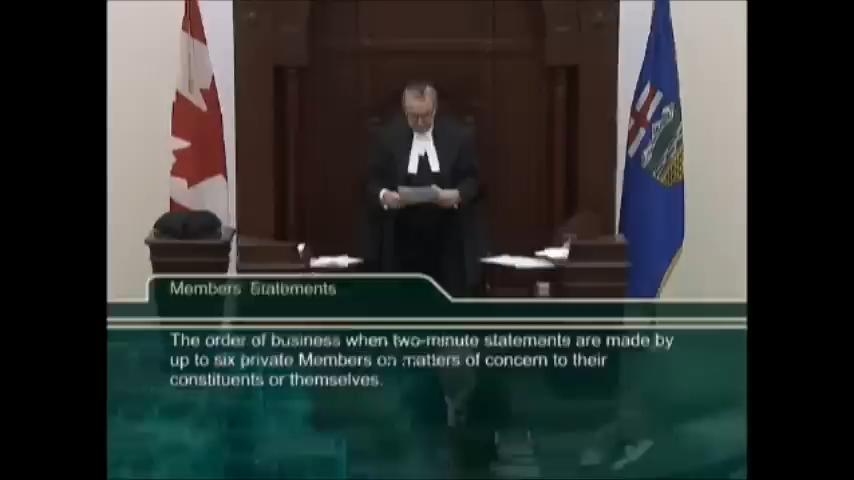 Members' Statements
The order of business when two-minute statements are made by
up to six private Members on matters of concern to their
constituents or themselves.